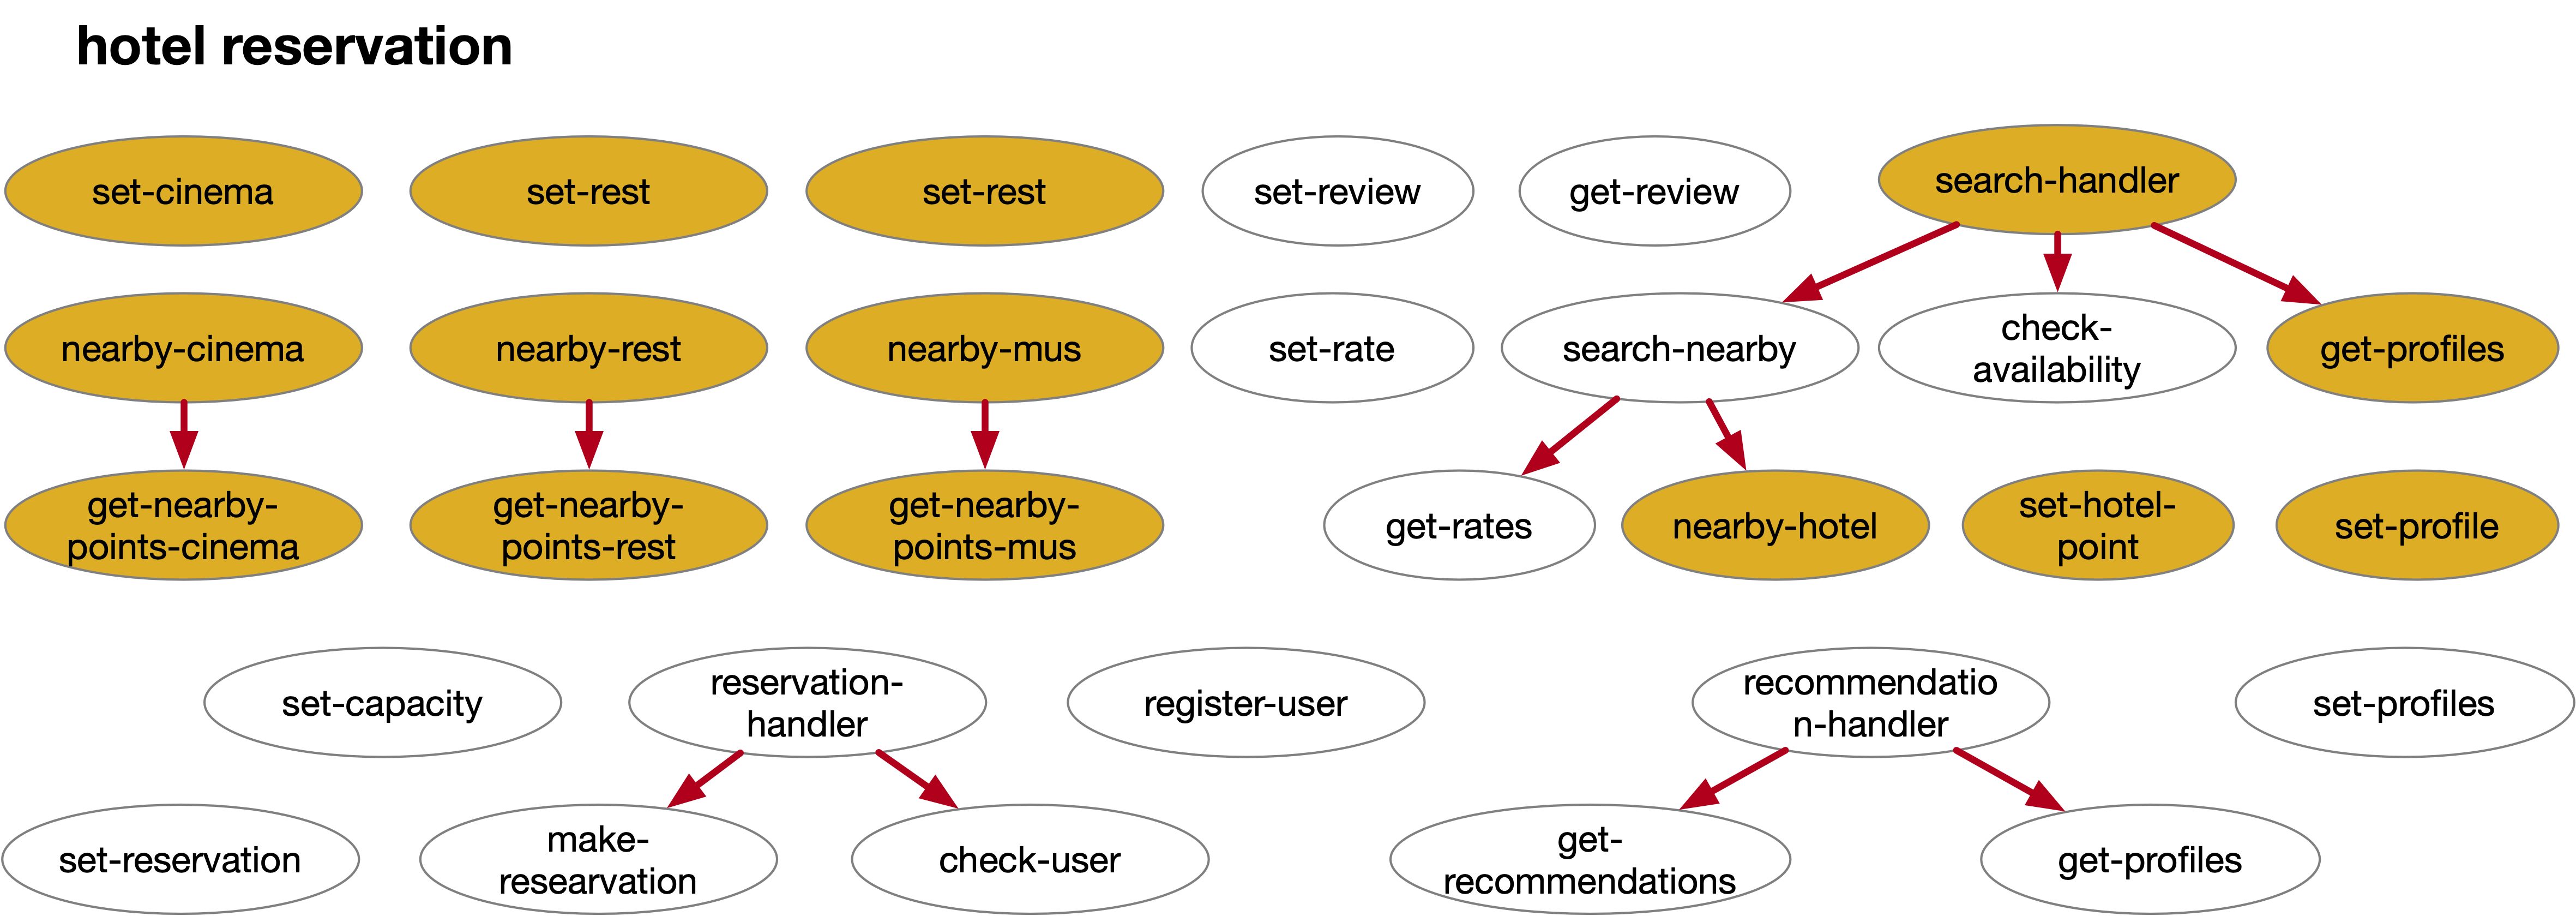 hotel reservation
set-cinema
set-rest
set-rest
set-review
get-review
search-handler
nearby-cinema
nearby-rest
nearby-mus
set-rate
search-nearby
check-
availability
get-profiles
get-nearby-
points-cinema
get-nearby-
points-rest
get-nearby-
points-mus
get-rates
nearby-hotel
set-hotel-
point
set-profile
set-capacity
reservation-
handler
register-user
recommendatio
n-handler
set-profiles
set-reservation
make-
researvation
check-user
get-
recommendations
get-profiles